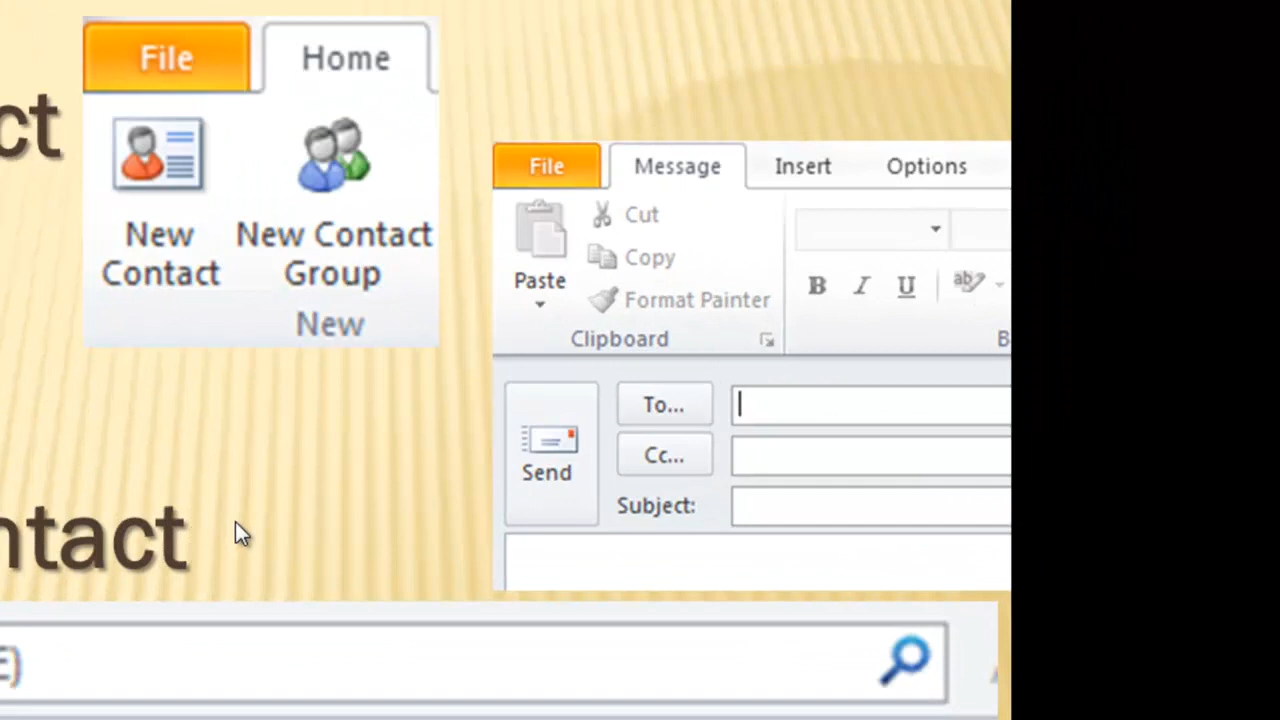 ct
File Home
New Contact
New Contact Group
New
File Message Insert Options
Paste
Cut
Copy
Format Painter
Clipboard
B I U
Send
To...
Cc...
Subject:
ntact
E)